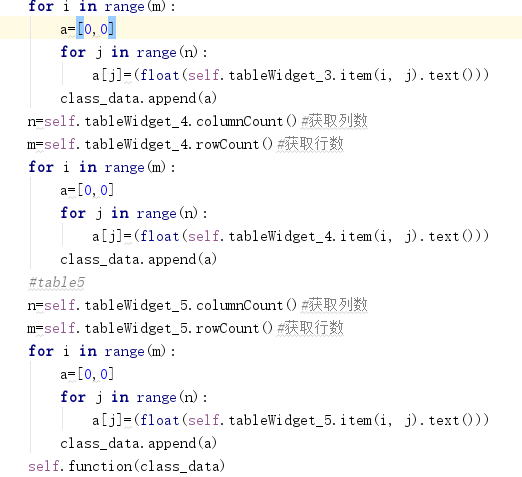 for i in range(m):
    a=[0,0]
    for j in range(n):
        a[j]=(float(self.tableWidget_3.item(i, j).text()))
    class_data.append(a)
n=self.tableWidget_4.columnCount()#获取列数
m=self.tableWidget_4.rowCount()#获取行数
for i in range(m):
    a=[0,0]
    for j in range(n):
        a[j]=(float(self.tableWidget_4.item(i, j).text()))
    class_data.append(a)
#table5
n=self.tableWidget_5.columnCount()#获取列数
m=self.tableWidget_5.rowCount()#获取行数
for i in range(m):
    a=[0,0]
    for j in range(n):
        a[j]=(float(self.tableWidget_5.item(i, j).text()))
    class_data.append(a)
self.function(class_data)